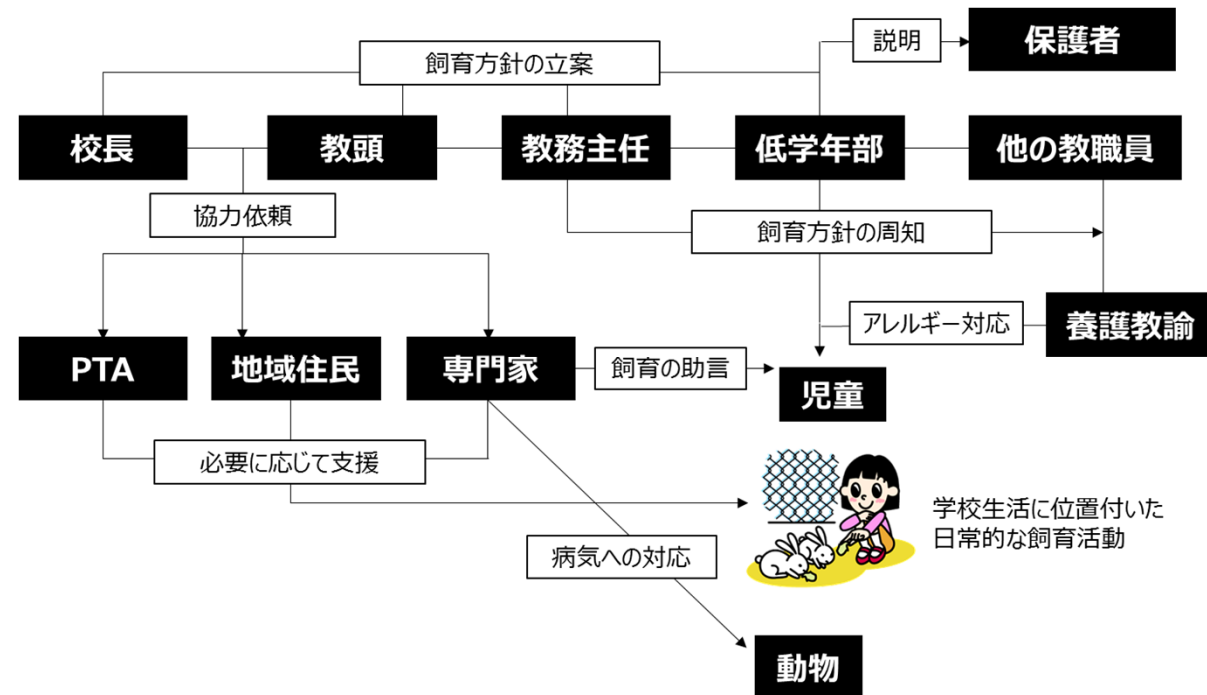 説明
保護者
飼育方針の立案
校長
教頭
教務主任
低学年部
他の教職員
協力依頼
飼育方針の周知
アレルギー対応
養護教諭
PTA
地域住民
専門家
飼育の助言
児童
必要に応じて支援
学校生活に位置付いた
日常的な飼育活動
病気への対応
動物